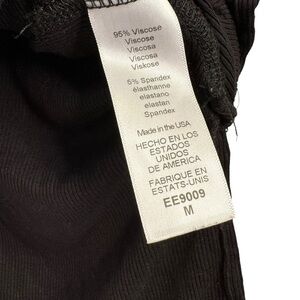 95% Viscose
Viscose
Viscosa
Viscosa
Viskose
5% Spandex
élasthanne
elastano
elastan
Spandex
Made in the USA
HECHO EN LOS
ESTADOS
UNIDOS
DE AMERICA
FABRIQUE EN
ESTATS-UNIS
EE9009
M